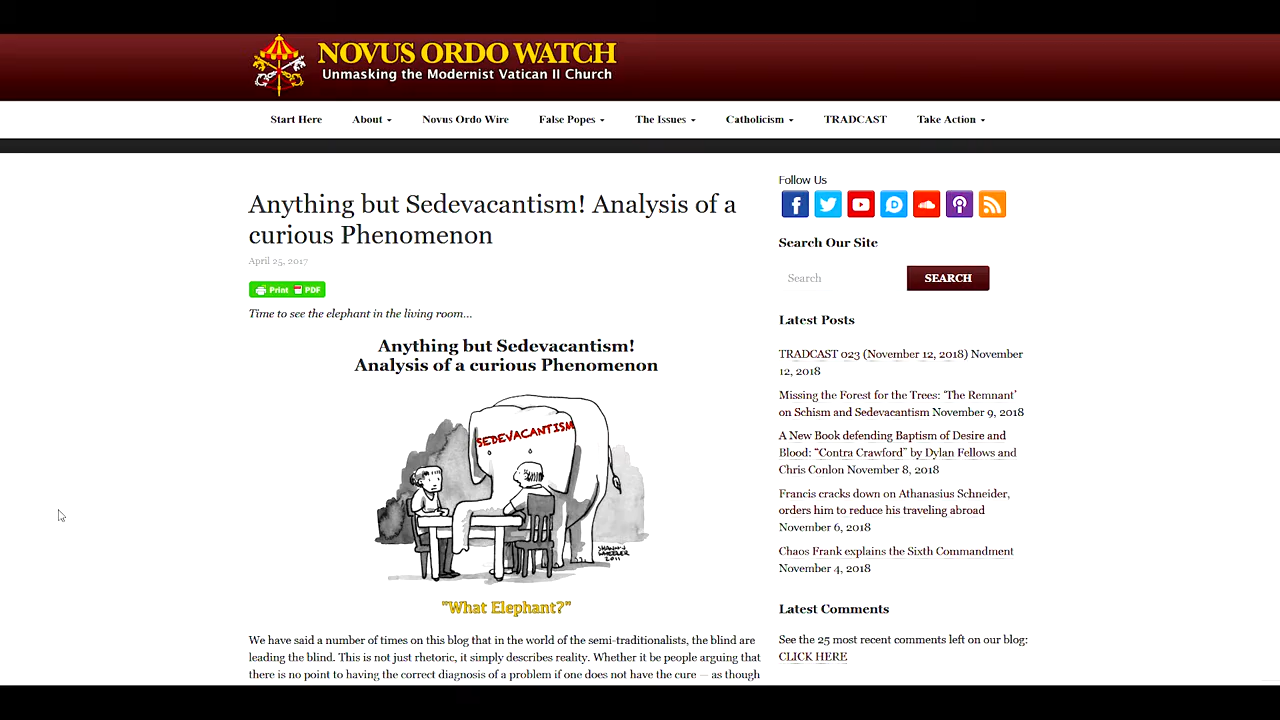 NOVUS ORDO WATCH
Unmasking the Modernist Vatican II Church
Start Here About Novus Ordo Wire False Popes The Issues Catholicism TRADCAST Take Action
Anything but Sedevacantism! Analysis of a
curious Phenomenon
April 25, 2017
Print PDF
Time to see the elephant in the living room...
Anything but Sedevacantism!
Analysis of a curious Phenomenon
SEDEVACANTISM
SHANNON
WHEELER
2011
"What Elephant?"
We have said a number of times on this blog that in the world of the semi-traditionalists, the blind are
leading the blind. This is not just rhetoric, it simply describes reality. Whether it be people arguing that
there is no point to having the correct diagnosis of a problem if one does not have the cure — as though
Follow Us
Search Our Site
Search SEARCH
Latest Posts
TRADCAST 023 (November 12, 2018) November
12, 2018
Missing the Forest for the Trees: ‘The Remnant’
on Schism and Sedevacantism November 9, 2018
A New Book defending Baptism of Desire and
Blood: “Contra Crawford” by Dylan Fellows and
Chris Conlon November 8, 2018
Francis cracks down on Athanasius Schneider,
orders him to reduce his traveling abroad
November 6, 2018
Chaos Frank explains the Sixth Commandment
November 4, 2018
Latest Comments
See the 25 most recent comments left on our blog:
CLICK HERE